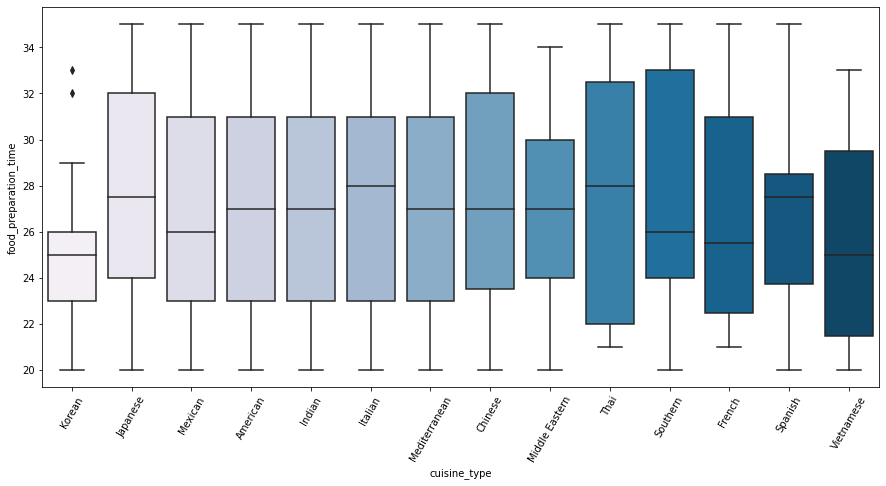 34
32
30
28
26
24
22
20
food_preparation_time
Korean
Japanese
Mexican
American
Indian
Italian
Mediterranean
Chinese
Middle Eastern
Thai
Southern
French
Spanish
Vietnamese
cuisine_type